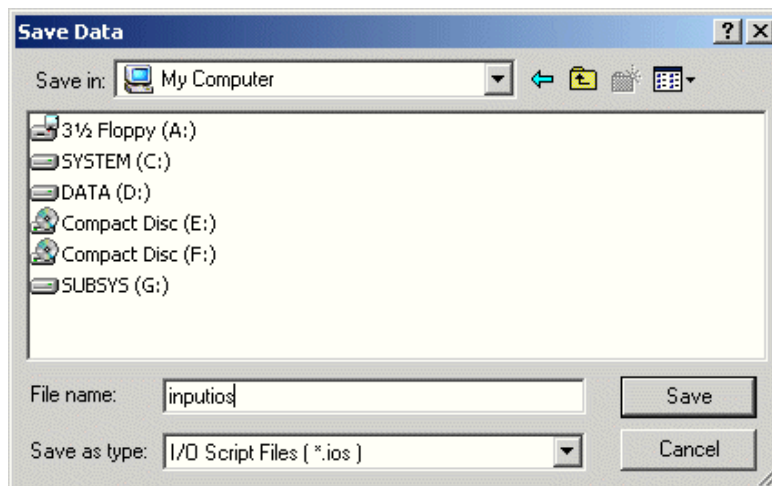 Save Data
Save in: My Computer
3½ Floppy (A:)
SYSTEM (C:)
DATA (D:)
Compact Disc (E:)
Compact Disc (F:)
SUBSYS (G:)
File name: inputios Save
Save as type: I/O Script Files ( *.ios ) Cancel